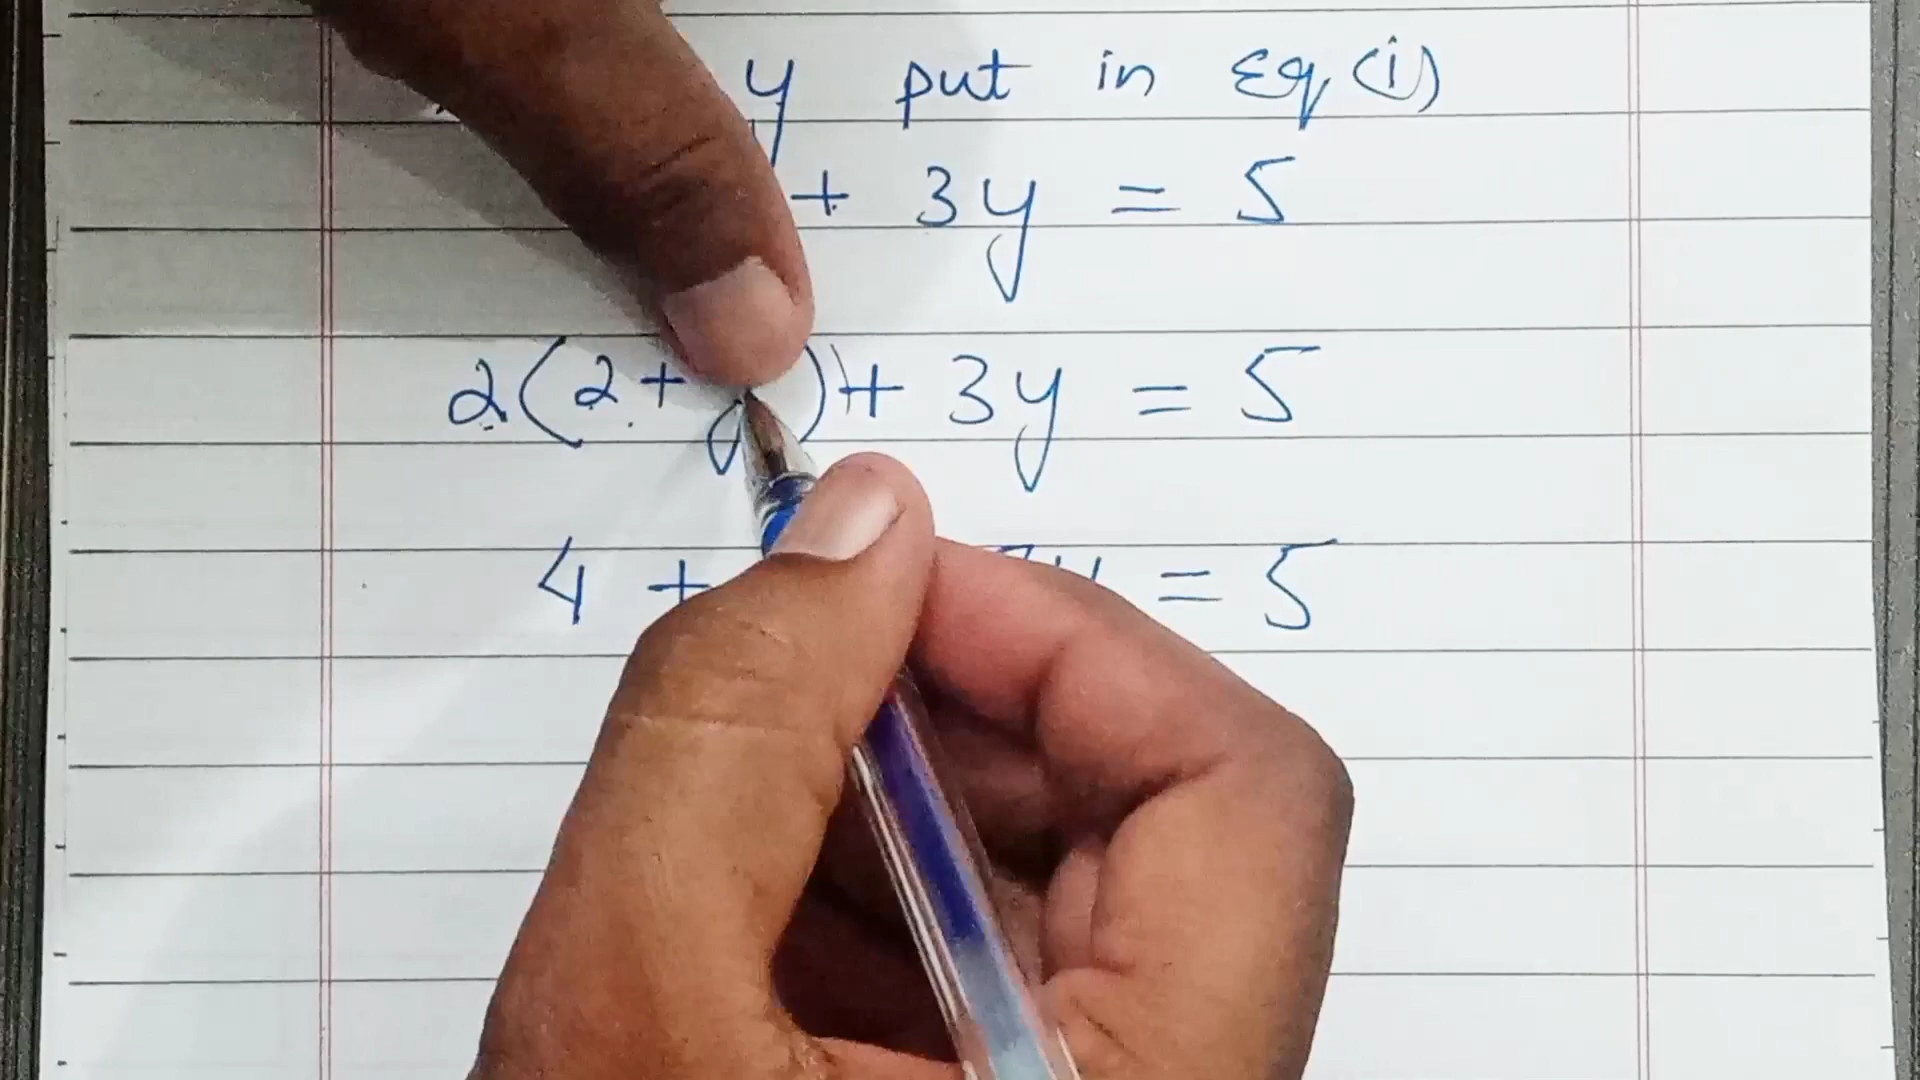 y put in Eq (i)
+ 3y = 5
2(2+y) + 3y = 5
4 + y = 5